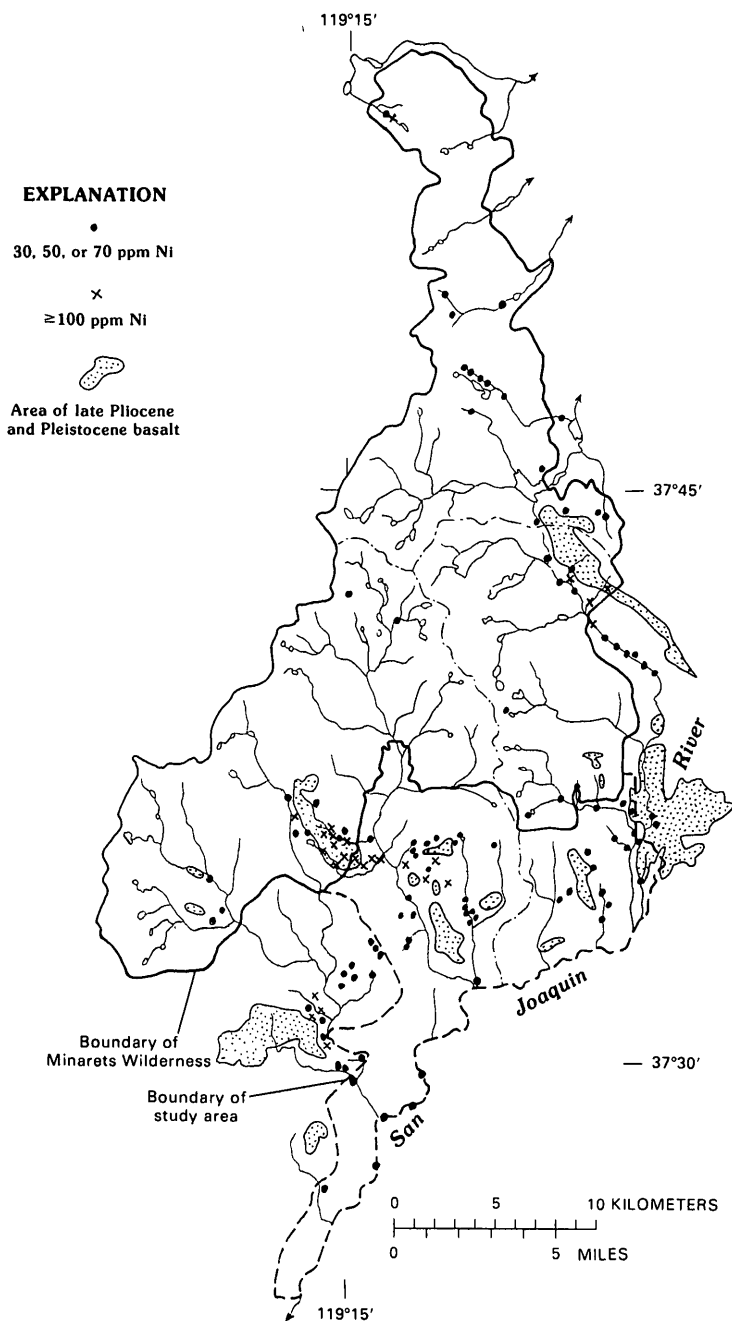 119°15'
EXPLANATION
30, 50, or 70 ppm Ni
≥100 ppm Ni
Area of late Pliocene
and Pleistocene basalt
37°45'
River
Joaquin
San
Boundary of
Minarets Wilderness
37°30'
Boundary of
study area
0 5 10 KILOMETERS
0 5 MILES
119°15'